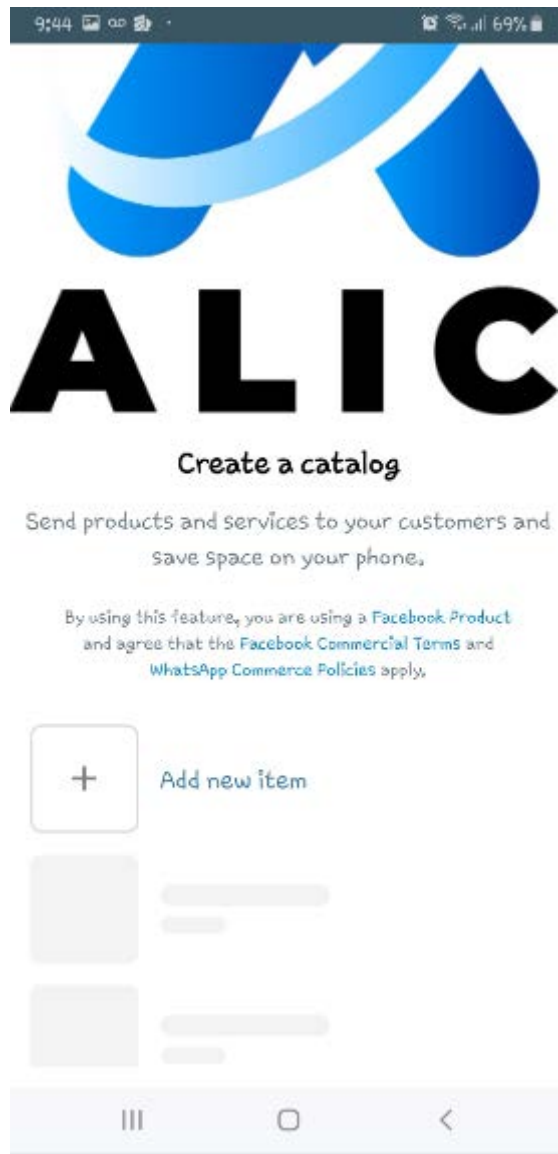 9:44
69%
ALIC
Create a catalog
Send products and services to your customers and
save space on your phone.
By using this feature, you are using a Facebook Product
and agree that the Facebook Commercial Terms and
WhatsApp Commerce Policies apply.
Add new item